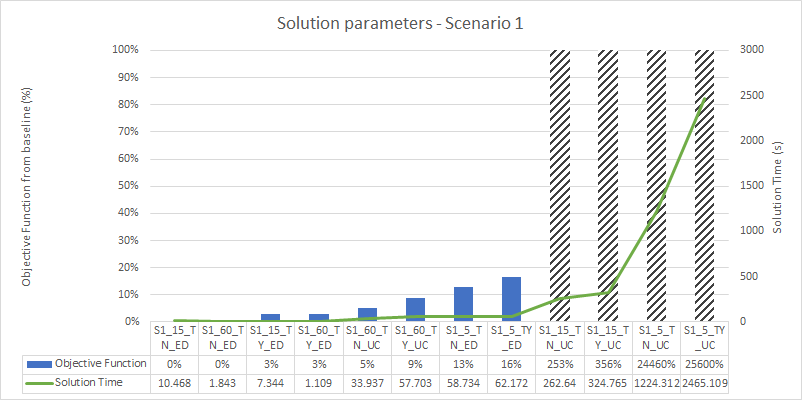 Solution parameters - Scenario 1
Objective Function from baseline (%)
100%
90%
80%
70%
60%
50%
40%
30%
20%
10%
0%
3000
2500
2000
1500
1000
500
0
Solution Time (s)
S1_15_T S1_60_T S1_15_T S1_60_T S1_60_T S1_60_T S1_5_T S1_5_TY S1_15_T S1_15_T S1_5_T S1_5_TY
N_ED N_ED Y_ED Y_ED N_UC Y_UC N_ED _ED N_UC Y_UC N_UC _UC
Objective Function 0% 0% 3% 3% 5% 9% 13% 16% 253% 356% 24460% 25600%
Solution Time 10.468 1.843 7.344 1.109 33.937 57.703 58.734 62.172 262.64 324.765 1224.312 2465.109